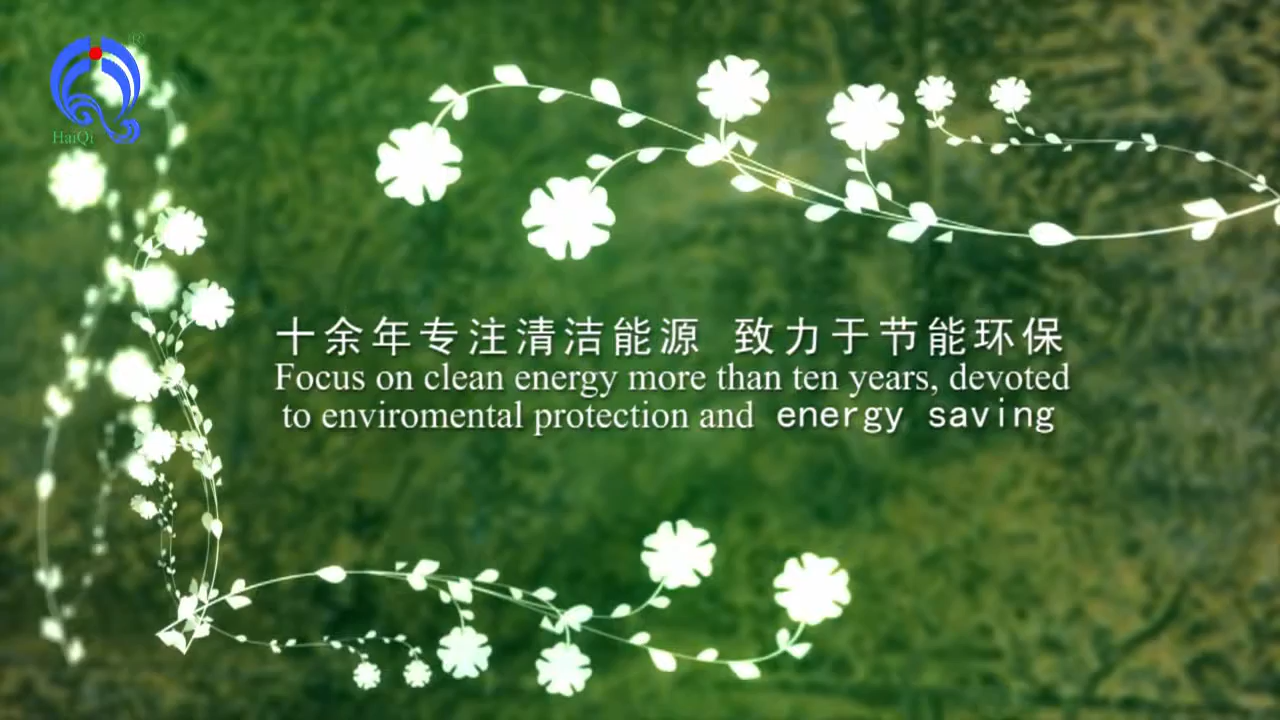 HaiQi
十余年专注清洁能源 致力于节能环保
Focus on clean energy more than ten years, devoted
to enviromental protection and energy saving